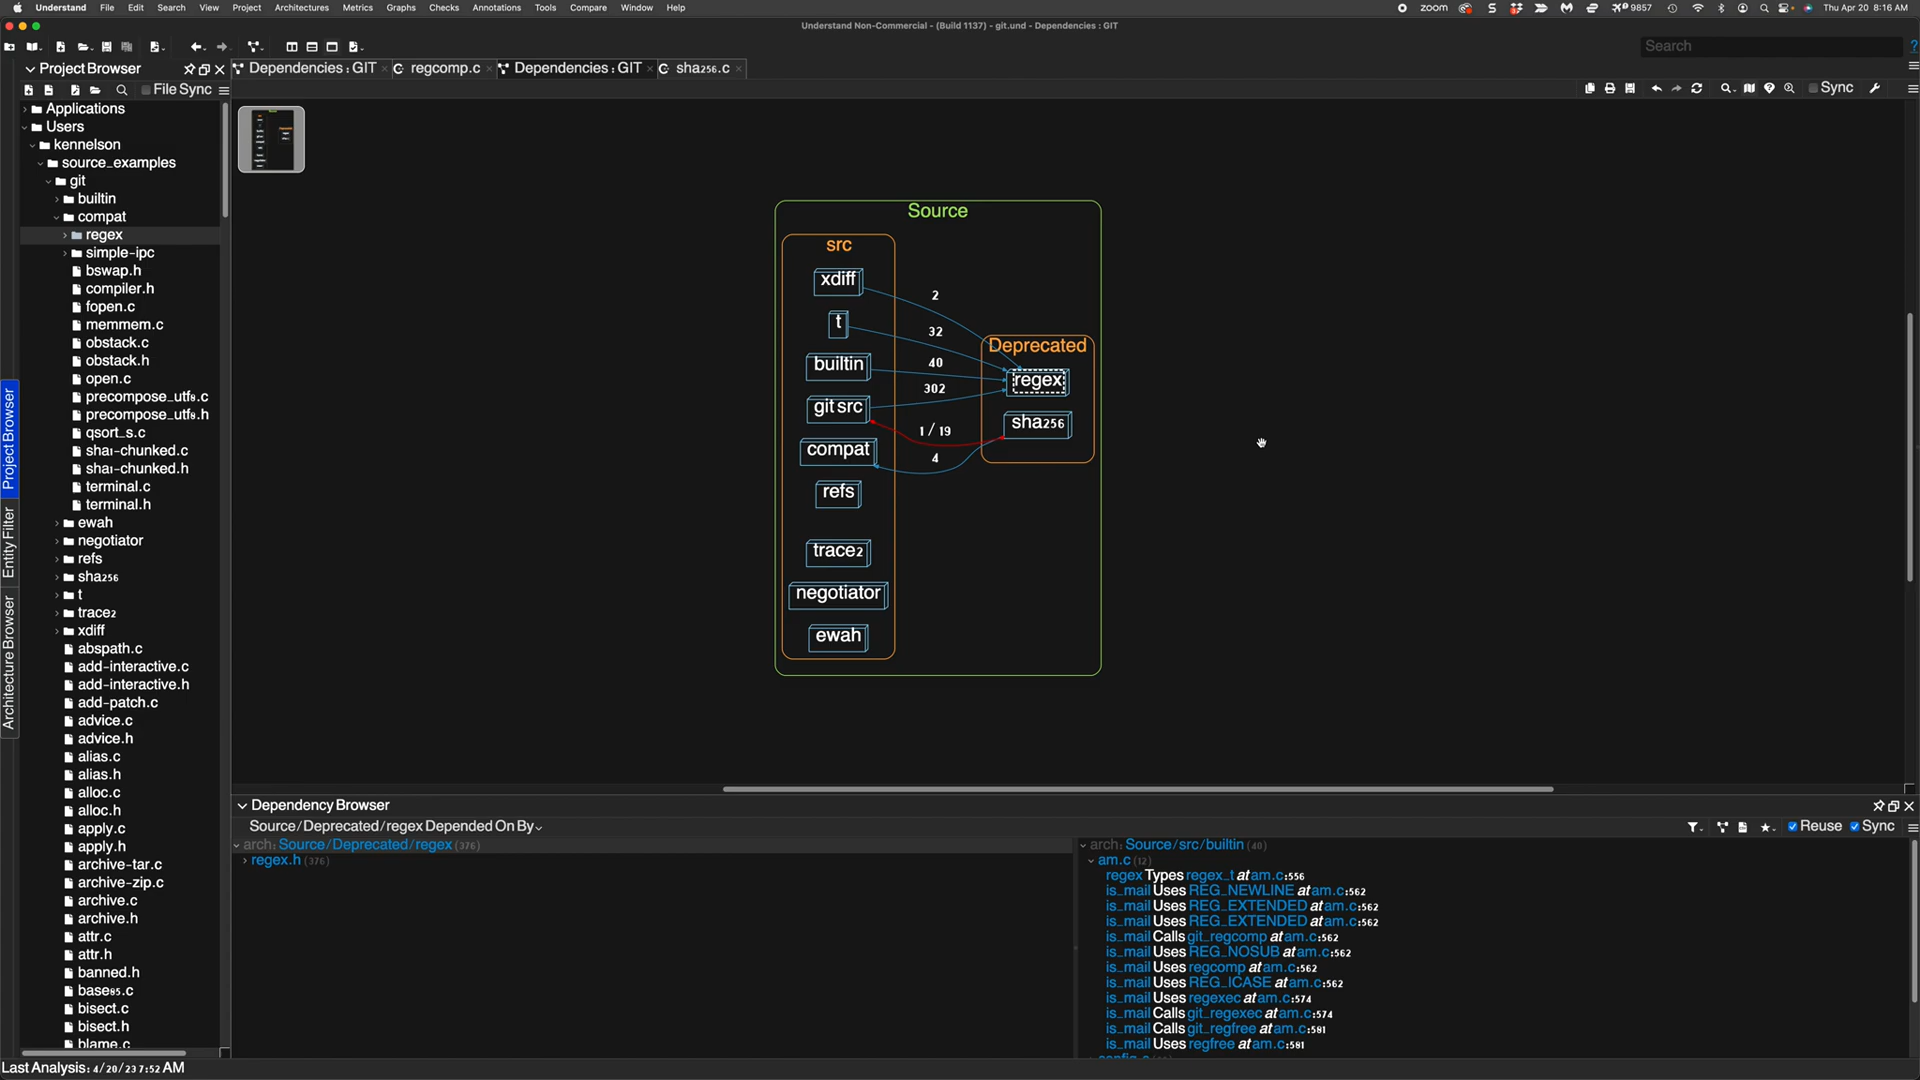 Understand File Edit Search View Project Architectures Metrics Graphs Checks Annotations Tools Compare Window Help zoom S 9857 Thu Apr 20 8:16 AM
Understand Non-Commercial - (Build 1137) - git.und - Dependencies : GIT
Search
?
Project Browser
Dependencies : GIT
regcomp.c
Dependencies : GIT
sha256.c
File Sync
Sync
Applications
Users
kennelson
source_examples
git
builtin
compat
regex
simple-ipc
bswap.h
compiler.h
fopen.c
memmem.c
obstack.c
obstack.h
open.c
precompose_utf8.c
precompose_utf8.h
qsort_s.c
sha1-chunked.c
sha1-chunked.h
terminal.c
terminal.h
ewah
negotiator
refs
sha256
t
trace2
xdiff
abspath.c
add-interactive.c
add-interactive.h
add-patch.c
advice.c
advice.h
alias.c
alias.h
alloc.c
alloc.h
apply.c
apply.h
archive-tar.c
archive-zip.c
archive.c
archive.h
attr.c
attr.h
banned.h
base85.c
bisect.c
bisect.h
blame.c
Project Browser
Entity Filter
Architecture Browser
Source
src
xdiff
2
t
32
Deprecated
builtin
40
regex
302
git src
sha256
1 / 19
compat
4
refs
trace2
negotiator
ewah
Dependency Browser
Source/Deprecated/regex Depended On By
Reuse
Sync
arch: Source/Deprecated/regex (376)
regex.h (376)
arch: Source/src/builtin (40)
am.c (12)
regex Types regex_t at am.c:556
is_mail Uses REG_NEWLINE at am.c:562
is_mail Uses REG_EXTENDED at am.c:562
is_mail Uses REG_EXTENDED at am.c:562
is_mail Calls git_regcomp at am.c:562
is_mail Uses REG_NOSUB at am.c:562
is_mail Uses regcomp at am.c:562
is_mail Uses REG_ICASE at am.c:562
is_mail Uses regexec at am.c:574
is_mail Calls git_regexec at am.c:574
is_mail Calls git_regfree at am.c:581
is_mail Uses regfree at am.c:581
Last Analysis: 4/20/23 7:52 AM